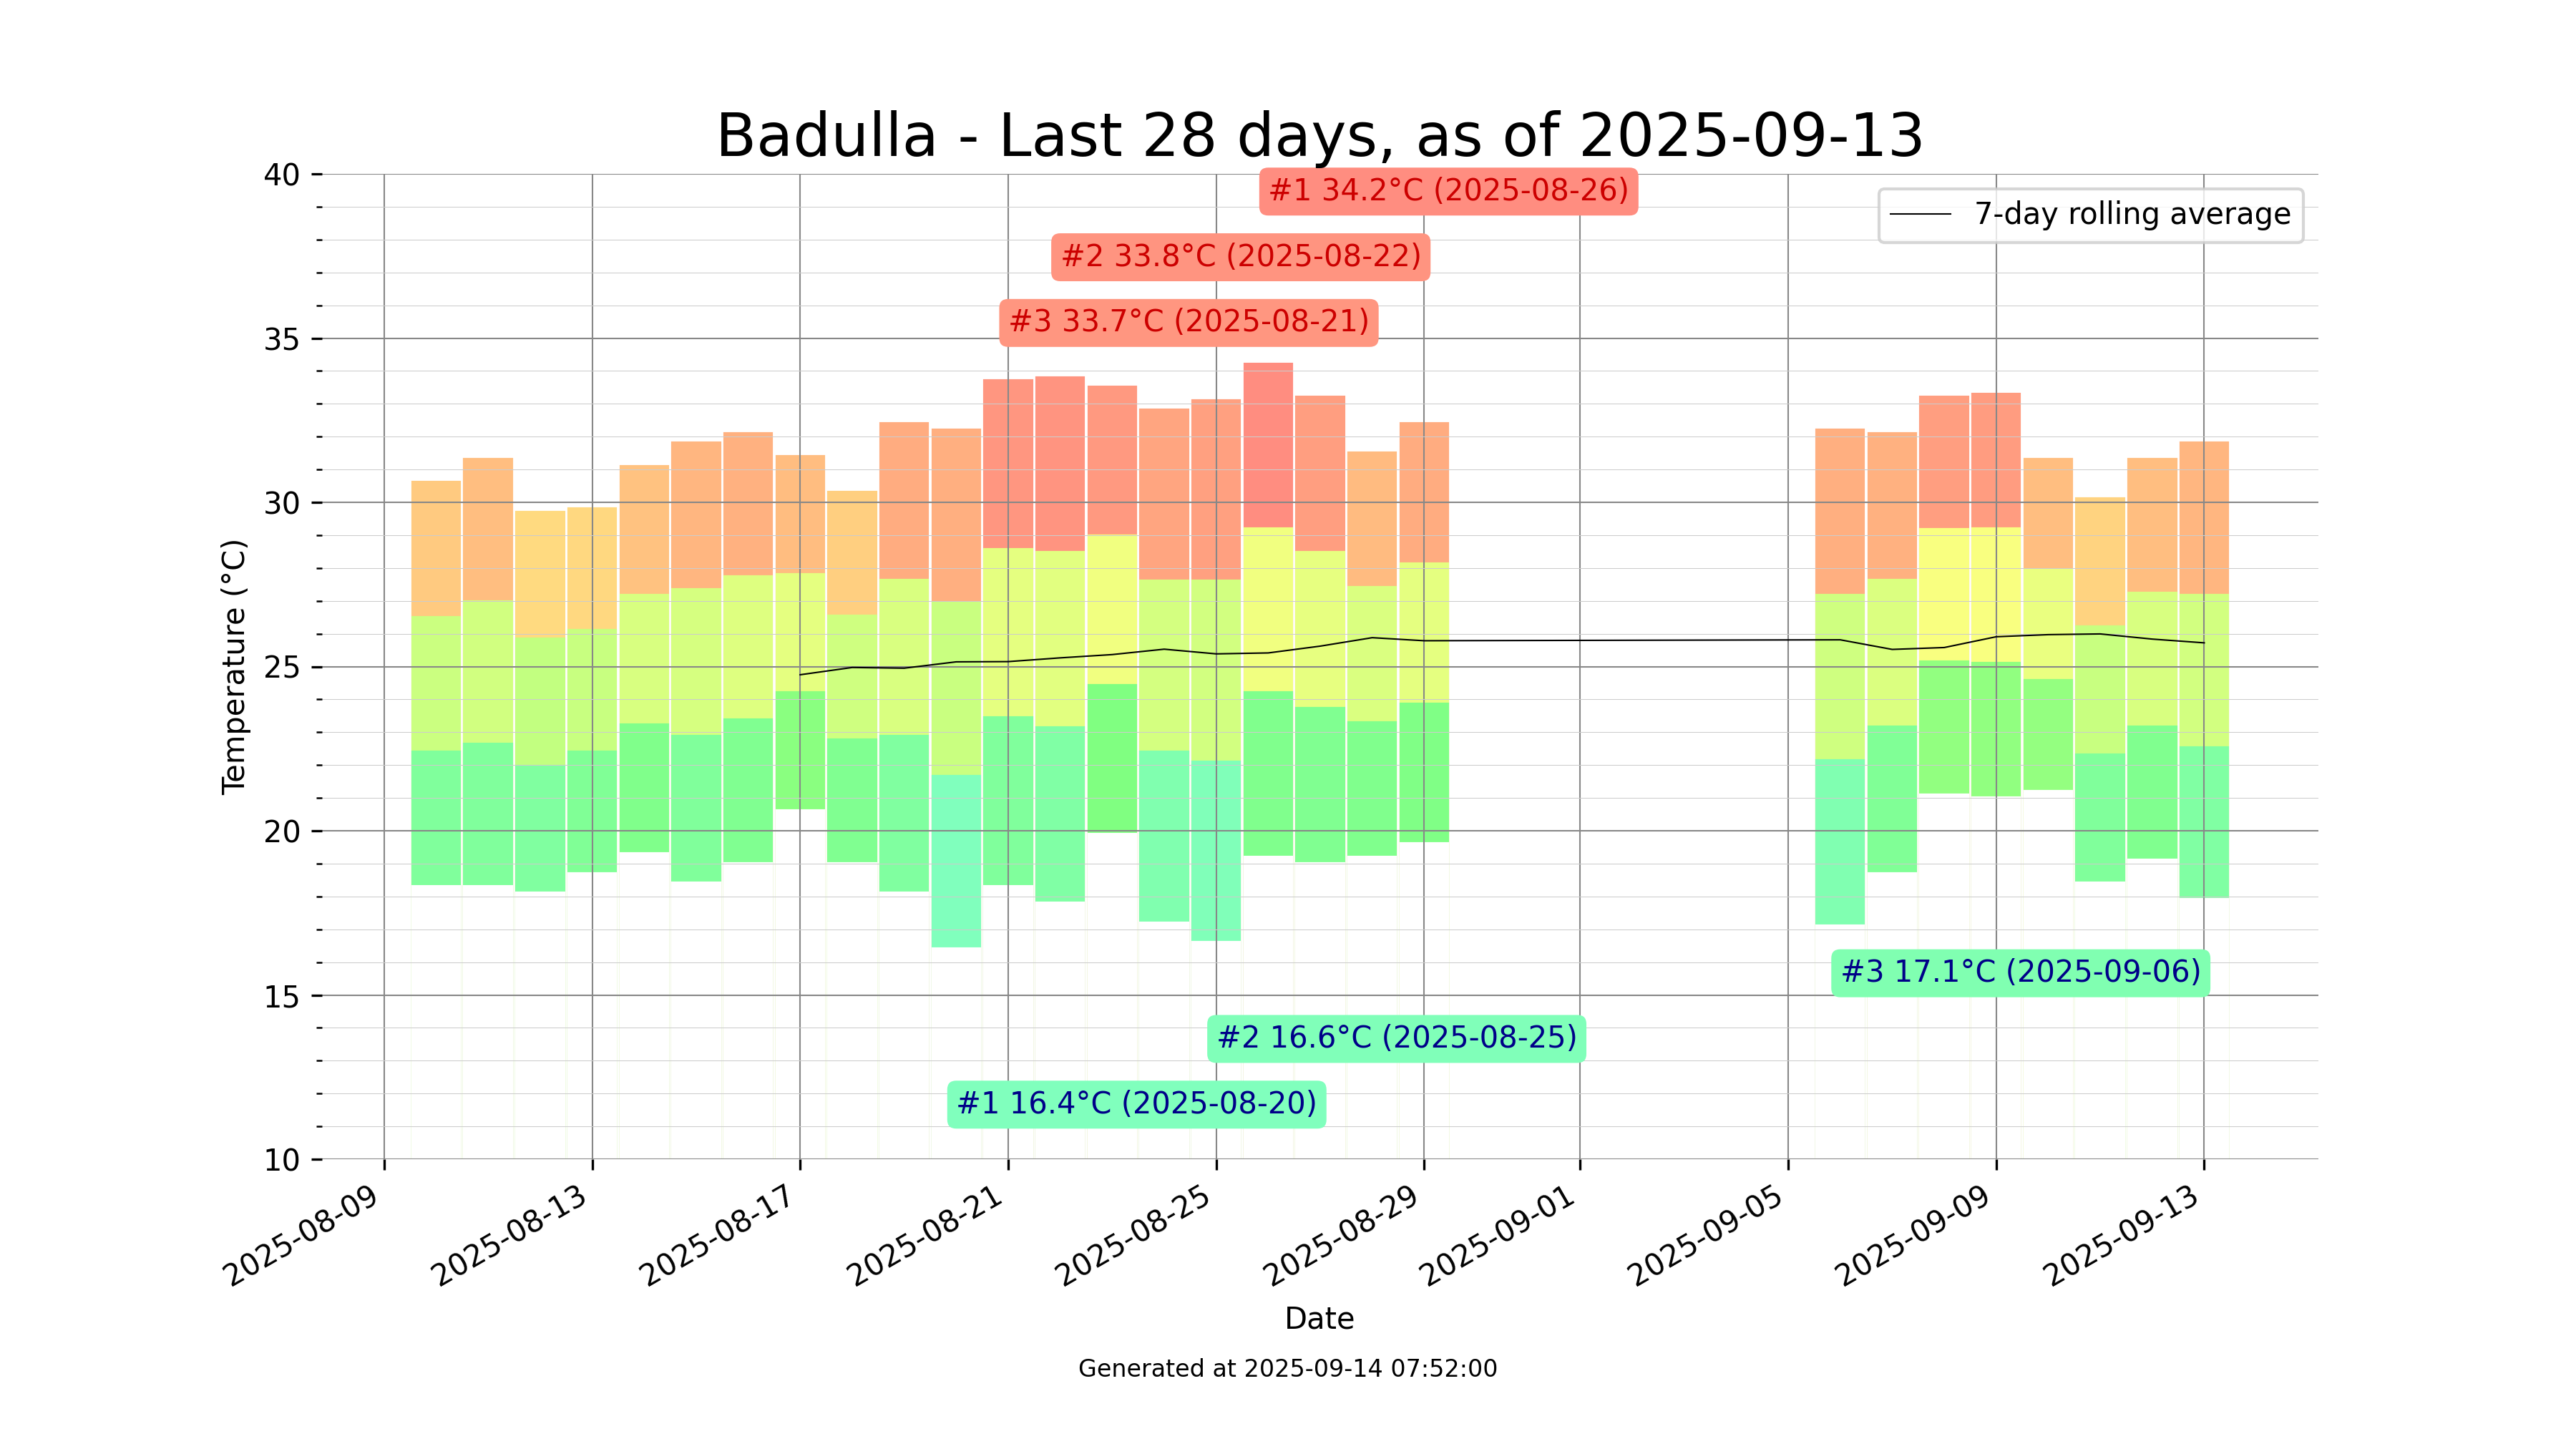 Badulla - Last 28 days, as of 2025-09-13
#1 34.2°C (2025-08-26)
7-day rolling average
#2 33.8°C (2025-08-22)
#3 33.7°C (2025-08-21)
40
35
30
25
20
15
10
Temperature (°C)
#3 17.1°C (2025-09-06)
#2 16.6°C (2025-08-25)
#1 16.4°C (2025-08-20)
2025-08-09
2025-08-13
2025-08-17
2025-08-21
2025-08-25
2025-08-29
2025-09-01
2025-09-05
2025-09-09
2025-09-13
Date
Generated at 2025-09-14 07:52:00